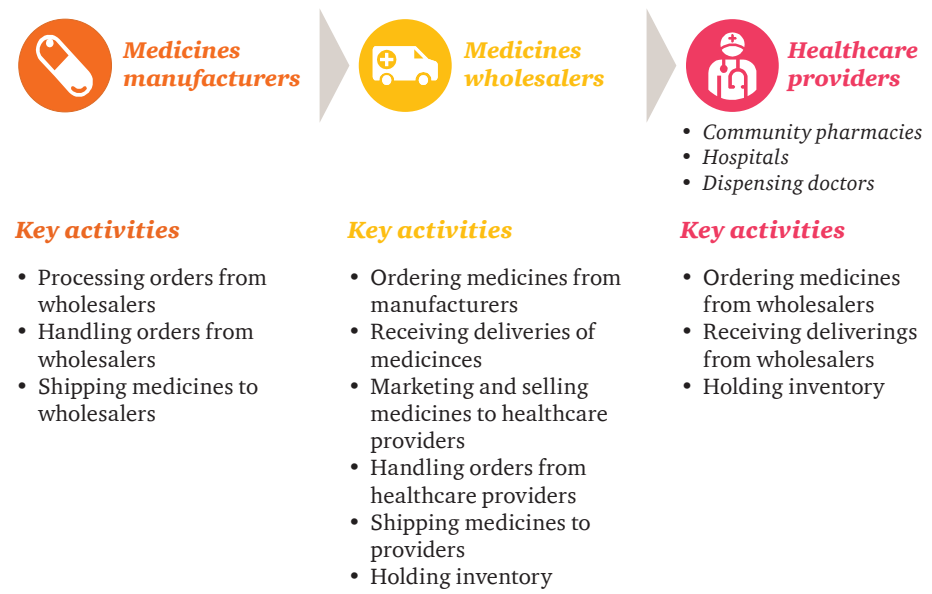 Medicines
manufacturers
Medicines
wholesalers
Healthcare
providers
• Community pharmacies
• Hospitals
• Dispensing doctors
Key activities
• Processing orders from
wholesalers
• Handling orders from
wholesalers
• Shipping medicines to
wholesalers
Key activities
• Ordering medicines from
manufacturers
• Receiving deliveries of
medicinces
• Marketing and selling
medicines to healthcare
providers
• Handling orders from
healthcare providers
• Shipping medicines to
providers
• Holding inventory
Key activities
• Ordering medicines
from wholesalers
• Receiving deliverings
from wholesalers
• Holding inventory